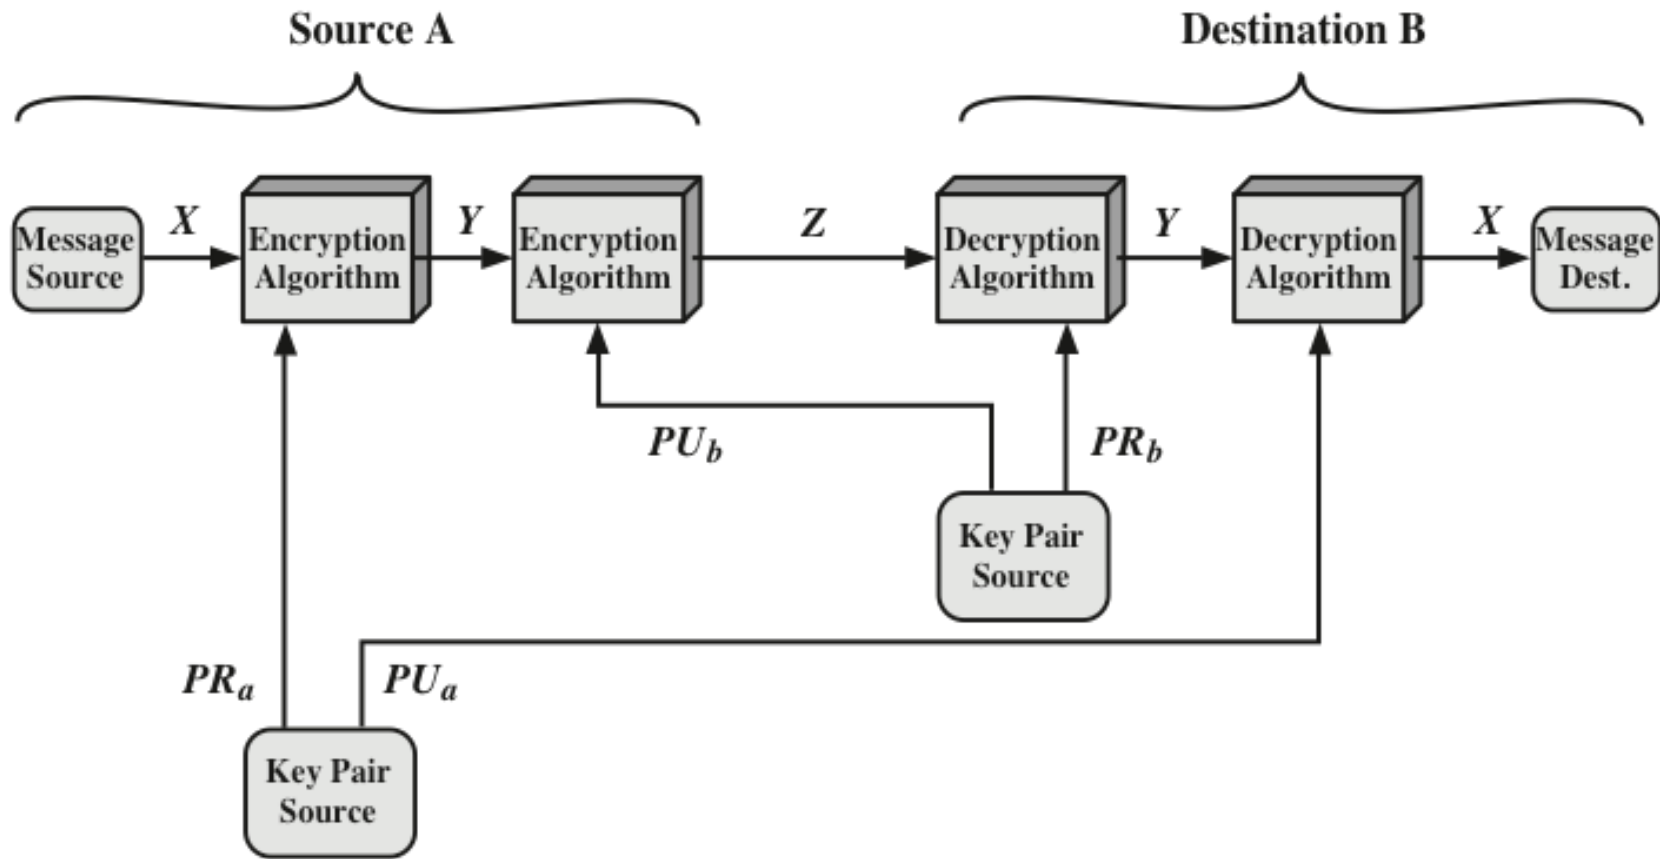 Source A
Destination B
Message
Source
X
Encryption
Algorithm
Y
Encryption
Algorithm
Z
Decryption
Algorithm
Y
Decryption
Algorithm
X
Message
Dest.
PUb
PRb
Key Pair
Source
PRa
PUa
Key Pair
Source